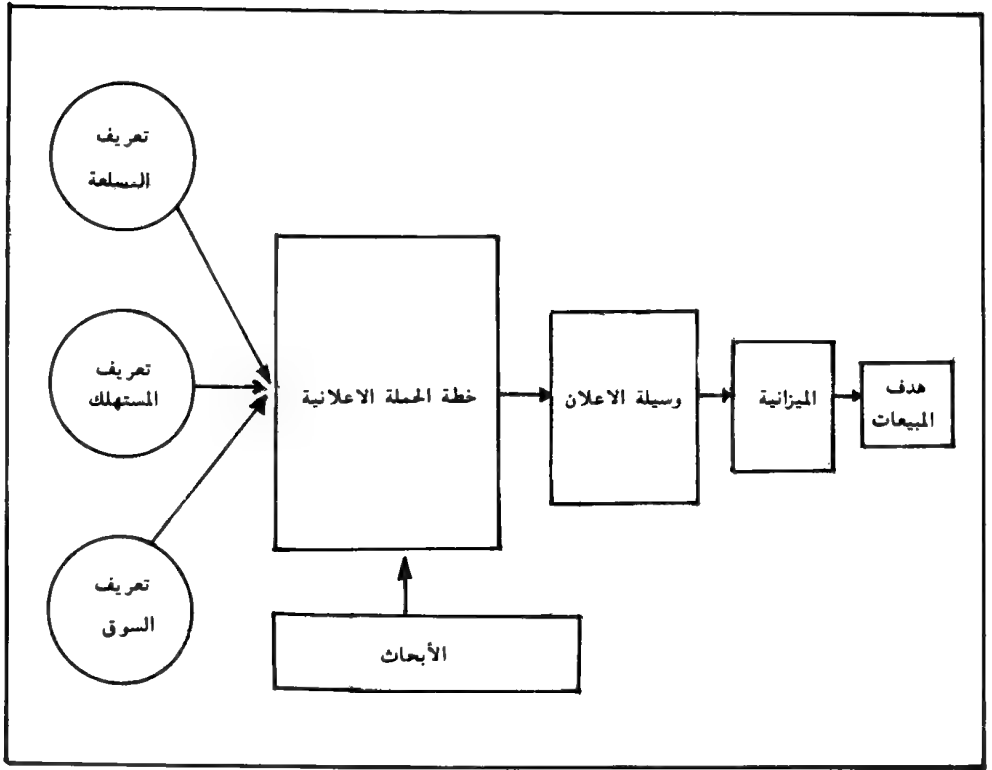 تعريف
السلعة
تعريف
المستهلك
تعريف
السوق
خطة الحملة الاعلانية
وسيلة الاعلان
الميزانية
هدف
المبيعات
الأبحاث